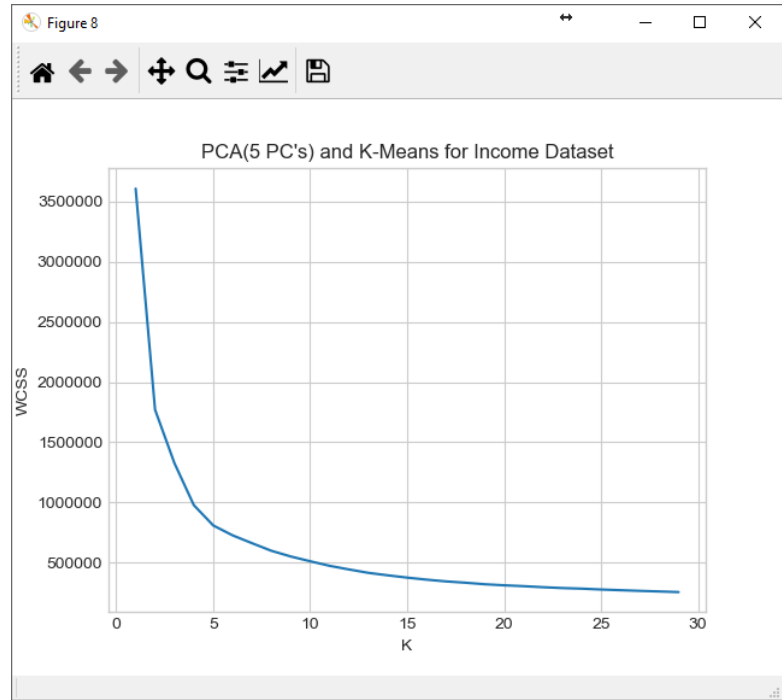 Figure 8
PCA(5 PC's) and K-Means for Income Dataset
3500000
3000000
2500000
2000000
1500000
1000000
500000
WCSS
0 5 10 15 20 25 30
K